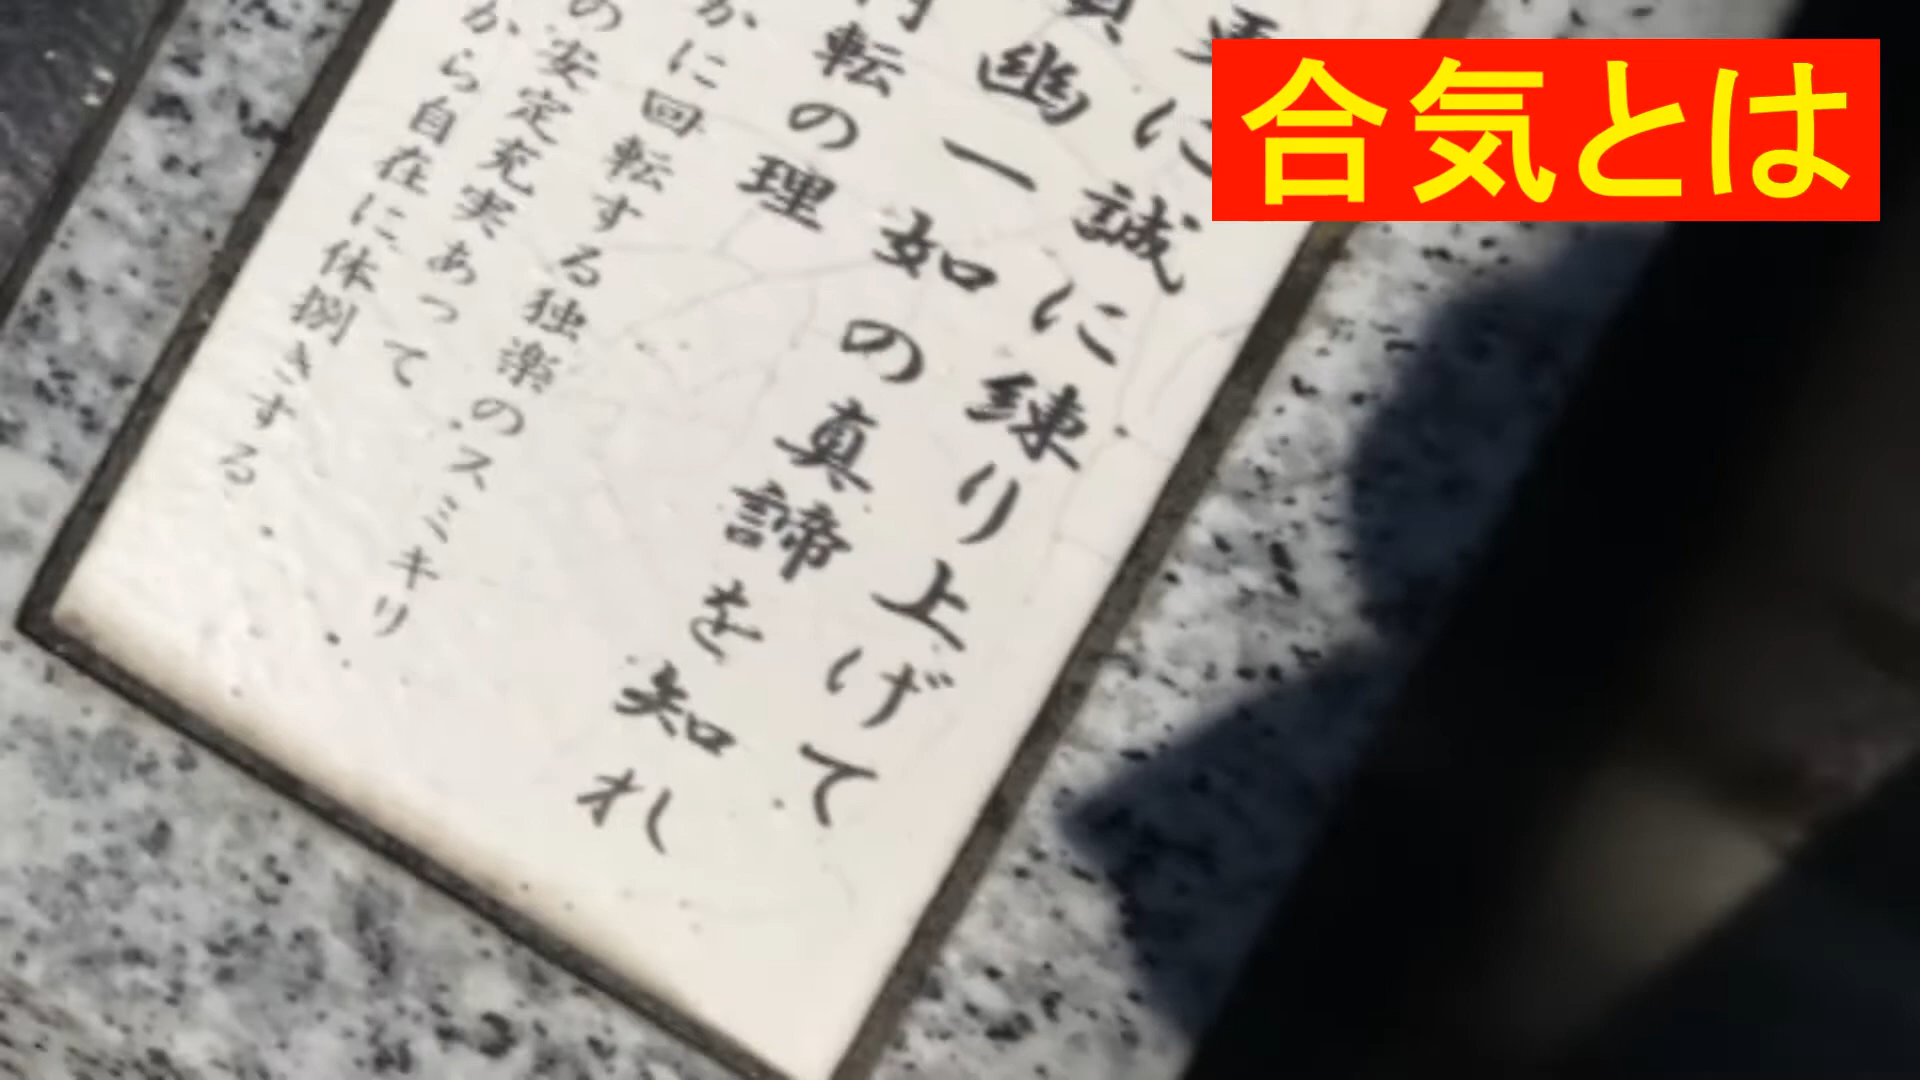 合気とは
に誠に練り上げて
幽一如の真諦を知れ
転の理
かに回転する独楽のスミキリ
の安定充実あって
から自在に体捌きする